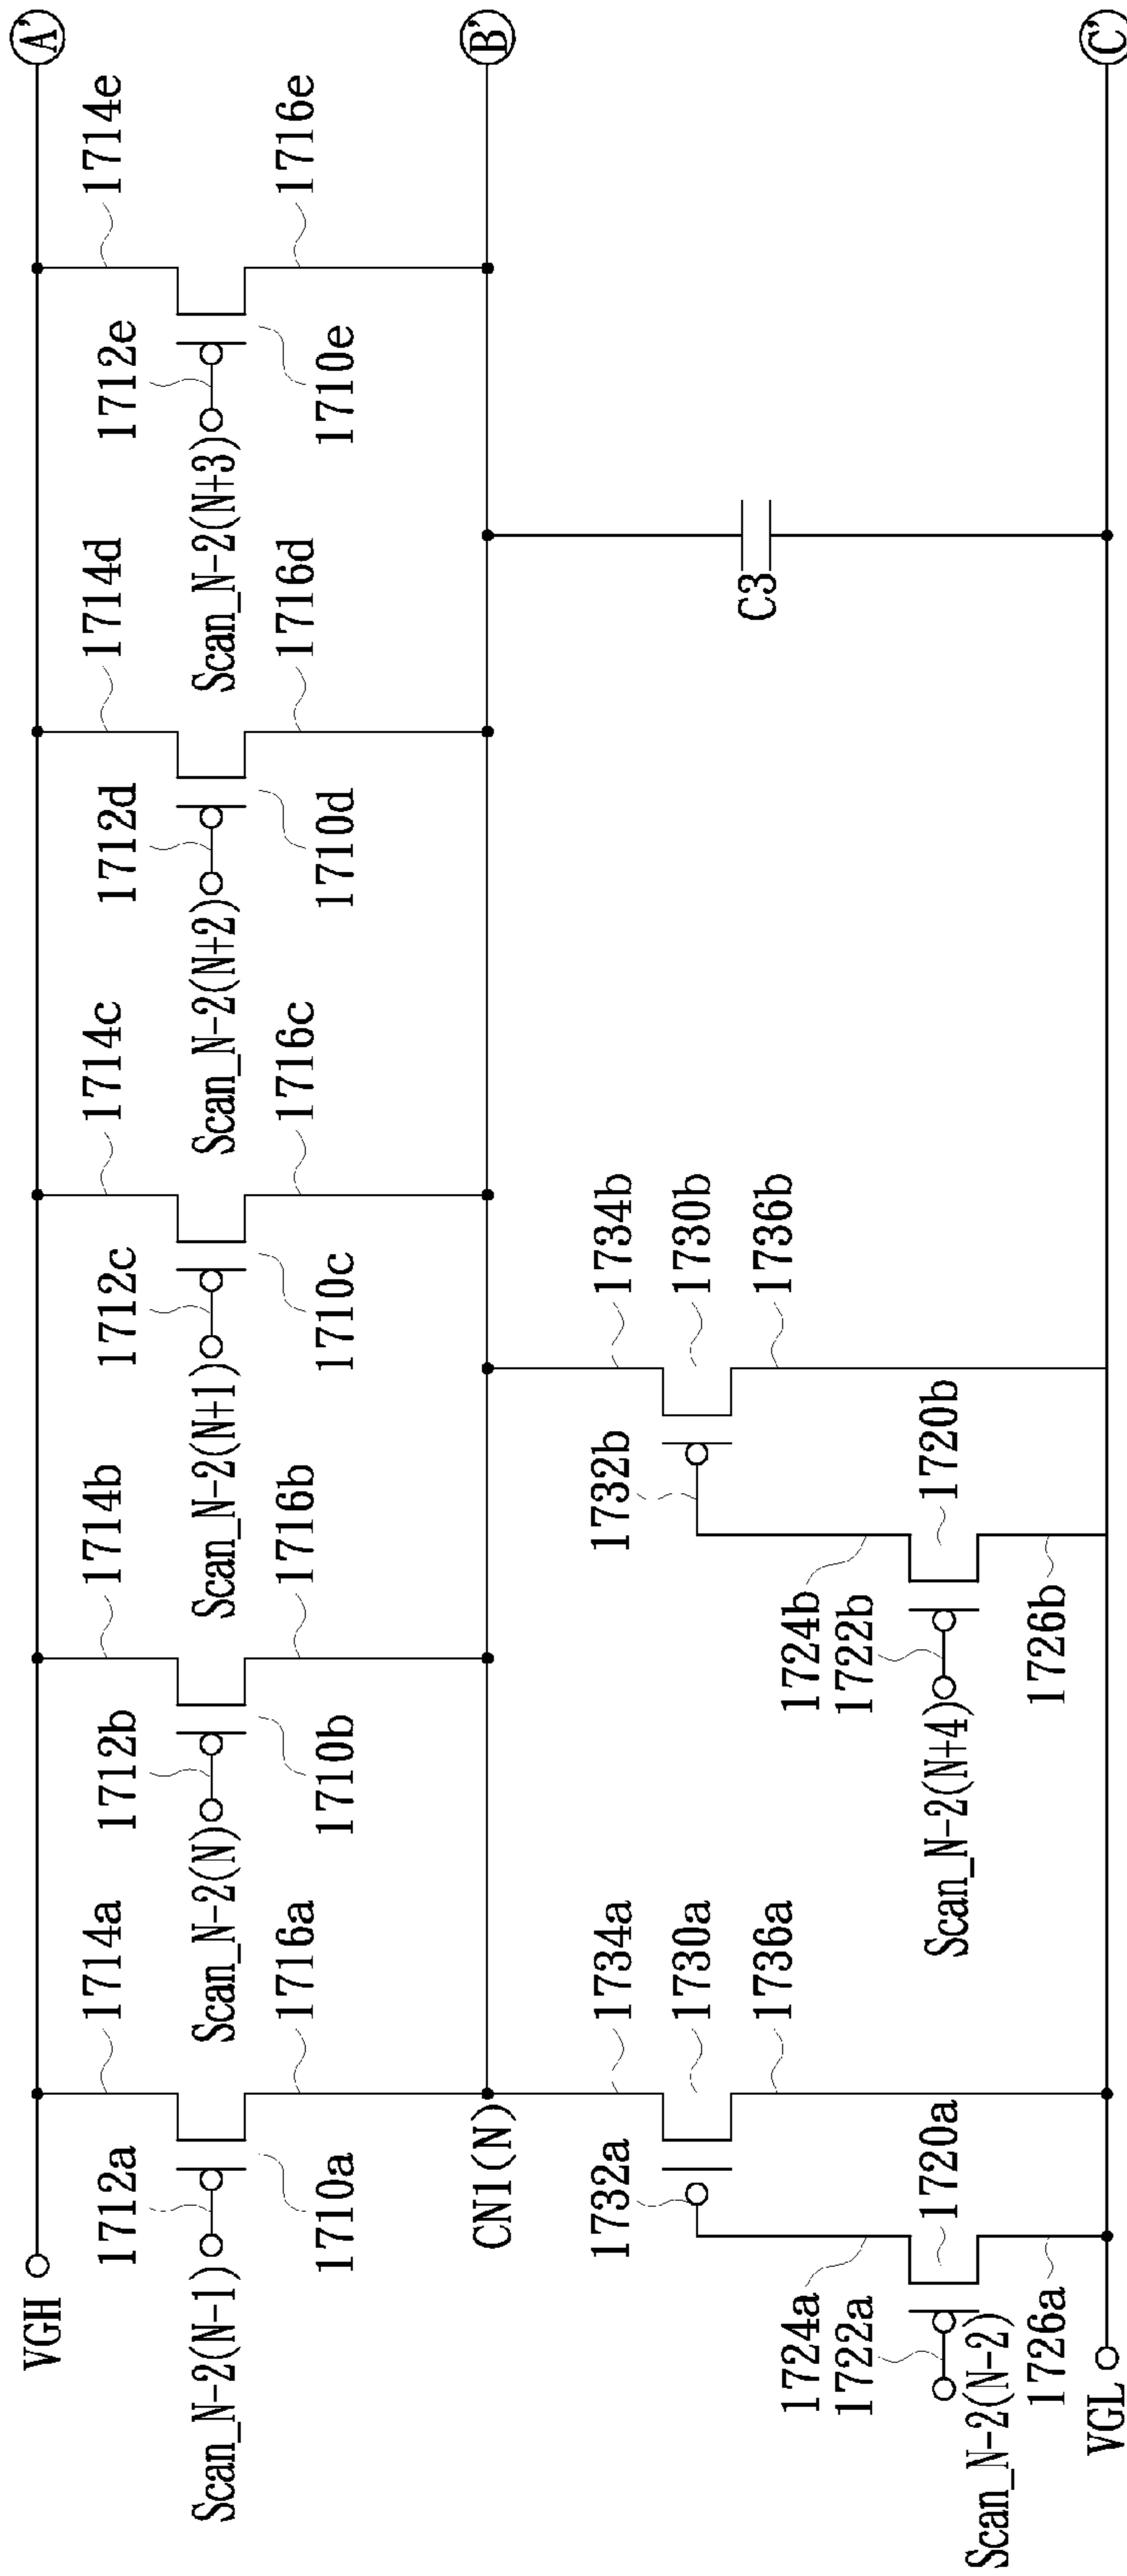 VGH
A'
1714a
1714b
1714c
1714d
1714e
1712a
1712b
1712c
1712d
1712e
Scan_N-2(N-1)
Scan_N-2(N)
Scan_N-2(N+1)
Scan_N-2(N+2)
Scan_N-2(N+3)
1716a
1716b
1716c
1716d
1716e
1710a
1710b
1710c
1710d
1710e
CN1(N)
B'
1732a
1734a
1732b
1734b
1730a
1730b
1736a
1736b
C3
1724a
1722a
1720a
1724b
1722b
1720b
Scan_N-2(N-2)
Scan_N-2(N+4)
1726a
1726b
VGL
C'